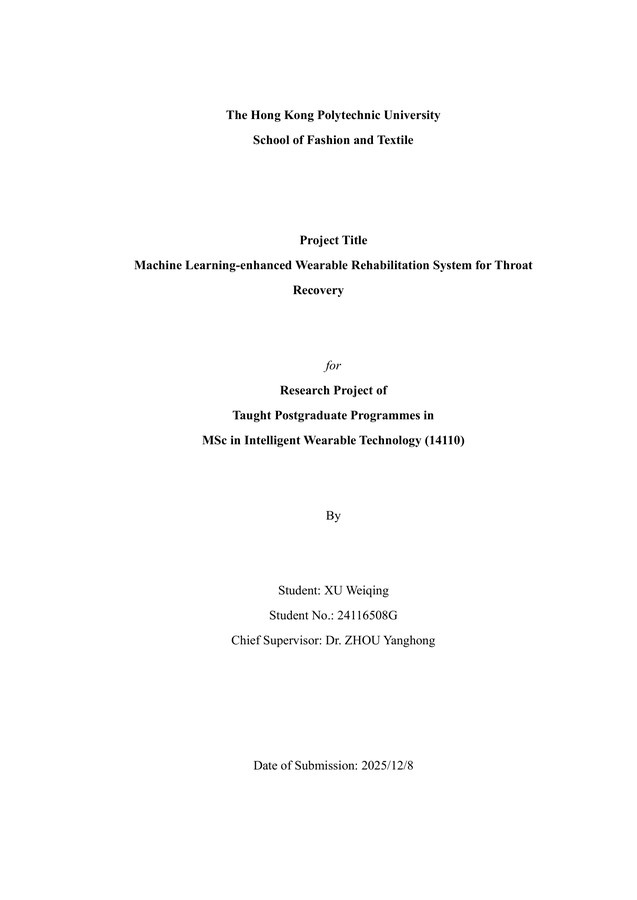 The Hong Kong Polytechnic University
School of Fashion and Textile
Project Title
Machine Learning-enhanced Wearable Rehabilitation System for Throat
Recovery
for
Research Project of
Taught Postgraduate Programmes in
MSc in Intelligent Wearable Technology (14110)
By
Student: XU Weiqing
Student No.: 24116508G
Chief Supervisor: Dr. ZHOU Yanghong
Date of Submission: 2025/12/8